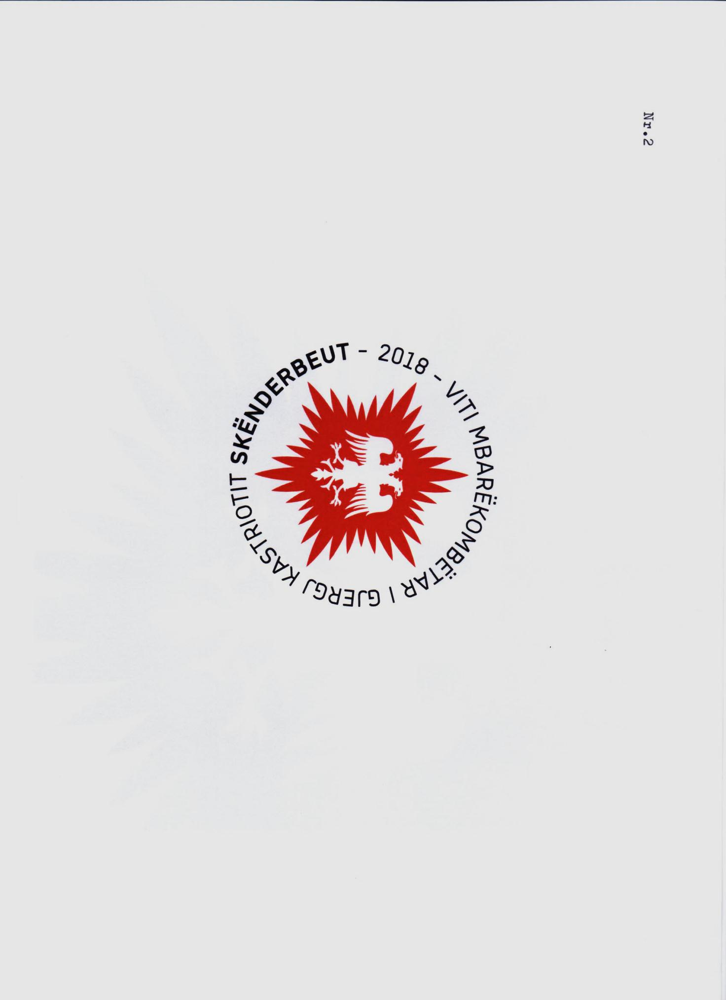 Nr.2
2018 - VITI MBARËKOMBËTAR I GJERGJ KASTRIOTIT SKËNDERBEUT -